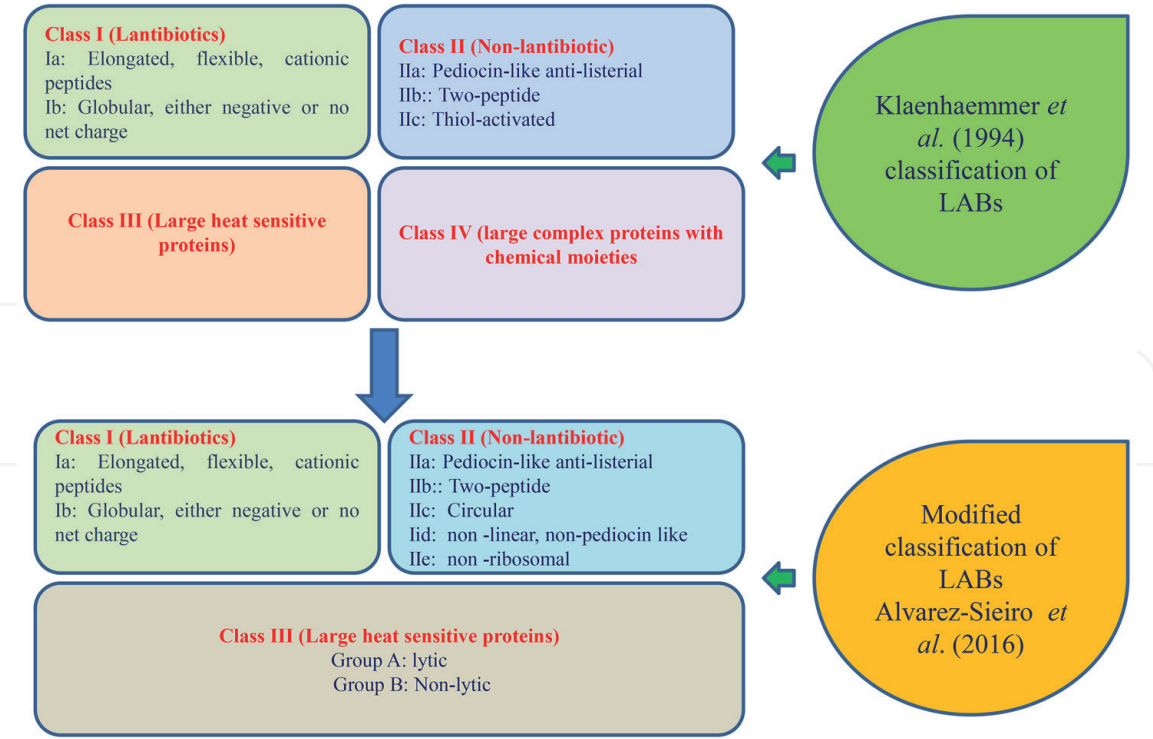 Class I (Lantibiotics)
Ia: Elongated, flexible, cationic
peptides
Ib: Globular, either negative or no
net charge
Class II (Non-lantibiotic)
IIa: Pediocin-like anti-listerial
IIb:: Two-peptide
IIc: Thiol-activated
Class III (Large heat sensitive
proteins)
Class IV (large complex proteins with
chemical moieties
Klaenhaemmer et
al. (1994)
classification of
LABs
Class I (Lantibiotics)
Ia: Elongated, flexible, cationic
peptides
Ib: Globular, either negative or no
net charge
Class II (Non-lantibiotic)
IIa: Pediocin-like anti-listerial
IIb:: Two-peptide
IIc: Circular
Iid: non -linear, non-pediocin like
IIe: non -ribosomal
Class III (Large heat sensitive proteins)
Group A: lytic
Group B: Non-lytic
Modified
classification of
LABs
Alvarez-Sieiro et
al. (2016)